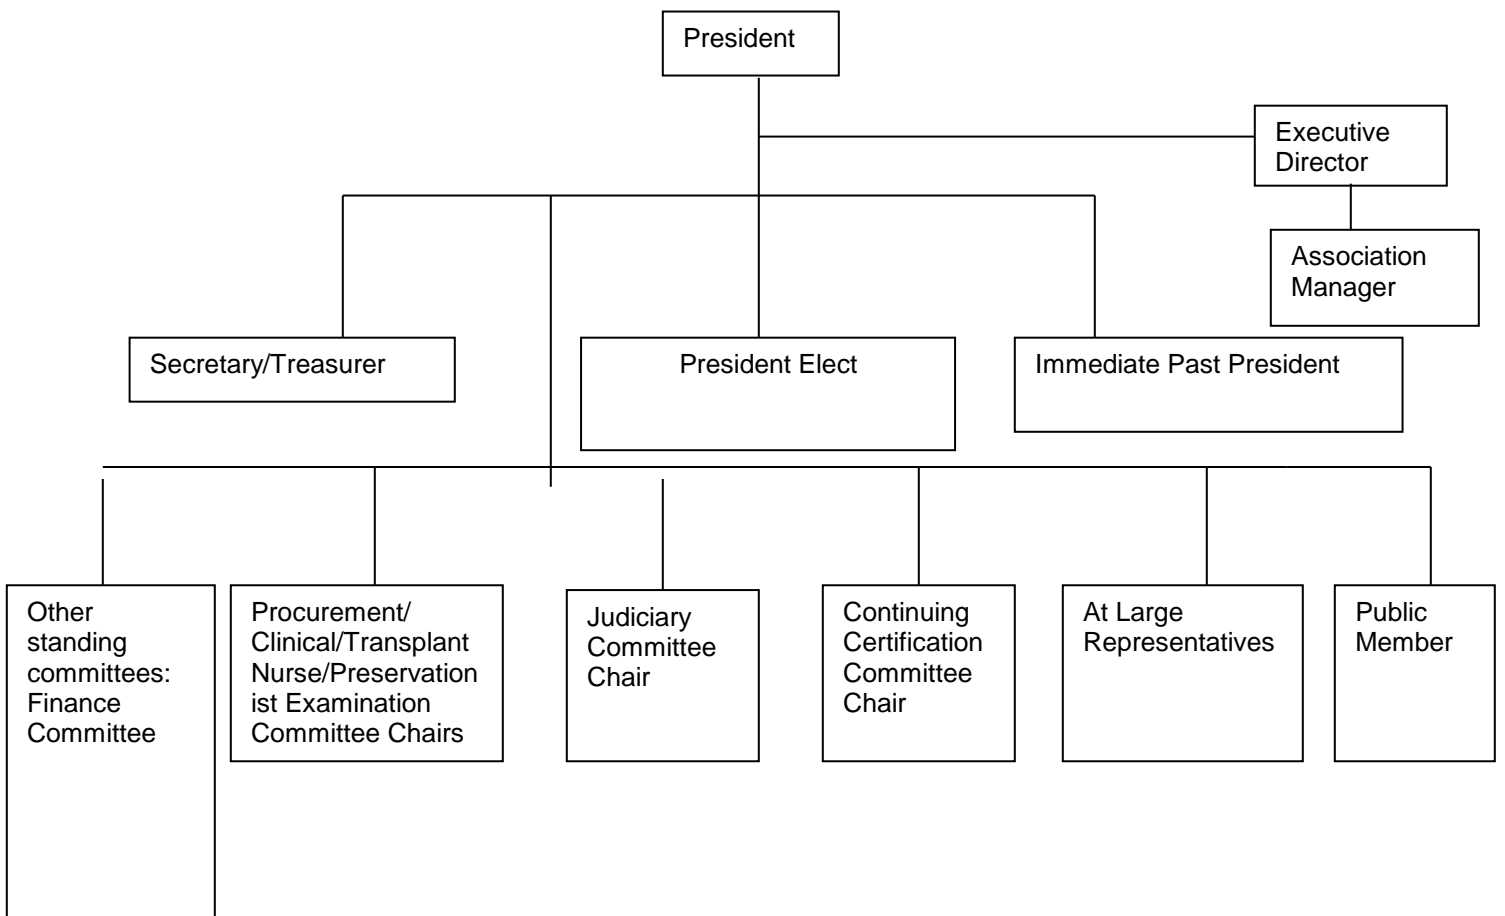 President
Executive
Director
Association
Manager
Secretary/Treasurer
President Elect
Immediate Past President
Other
standing
committees:
Finance
Committee
Procurement/
Clinical/Transplant
Nurse/Preservation
ist Examination
Committee Chairs
Judiciary
Committee
Chair
Continuing
Certification
Committee
Chair
At Large
Representatives
Public
Member